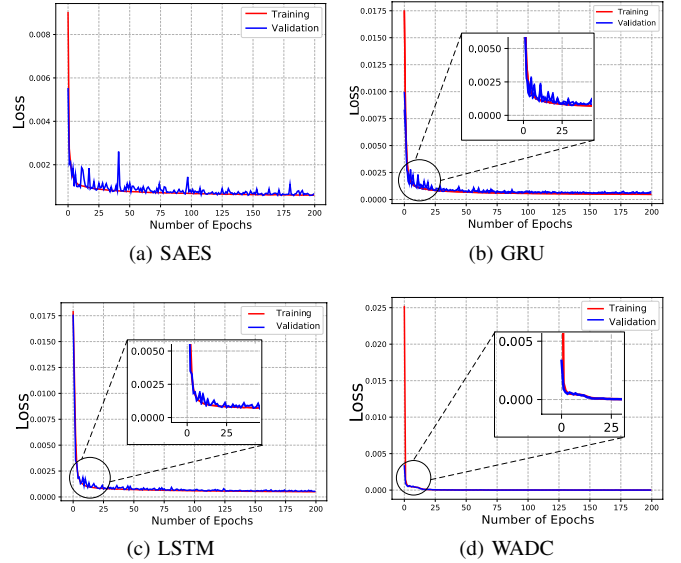 Training
Validation
0.008
0.006
0.004
0.002
Loss
0 25 50 75 100 125 150 175 200
Number of Epochs
(a) SAES
Training
Validation
0.0175
0.0150
0.0125
0.0100
0.0075
0.0050
0.0025
0.0000
Loss
0.0050
0.0025
0.0000
0 25
0 25 50 75 100 125 150 175 200
Number of Epochs
(b) GRU
Training
Validation
0.0175
0.0150
0.0125
0.0100
0.0075
0.0050
0.0025
0.0000
Loss
0.0050
0.0025
0.0000
0 25
0 25 50 75 100 125 150 175 200
Number of Epochs
(c) LSTM
Training
Validation
0.025
0.020
0.015
0.010
0.005
0.000
Loss
0.005
0.000
0 25
0 25 50 75 100 125 150 175 200
Number of Epochs
(d) WADC